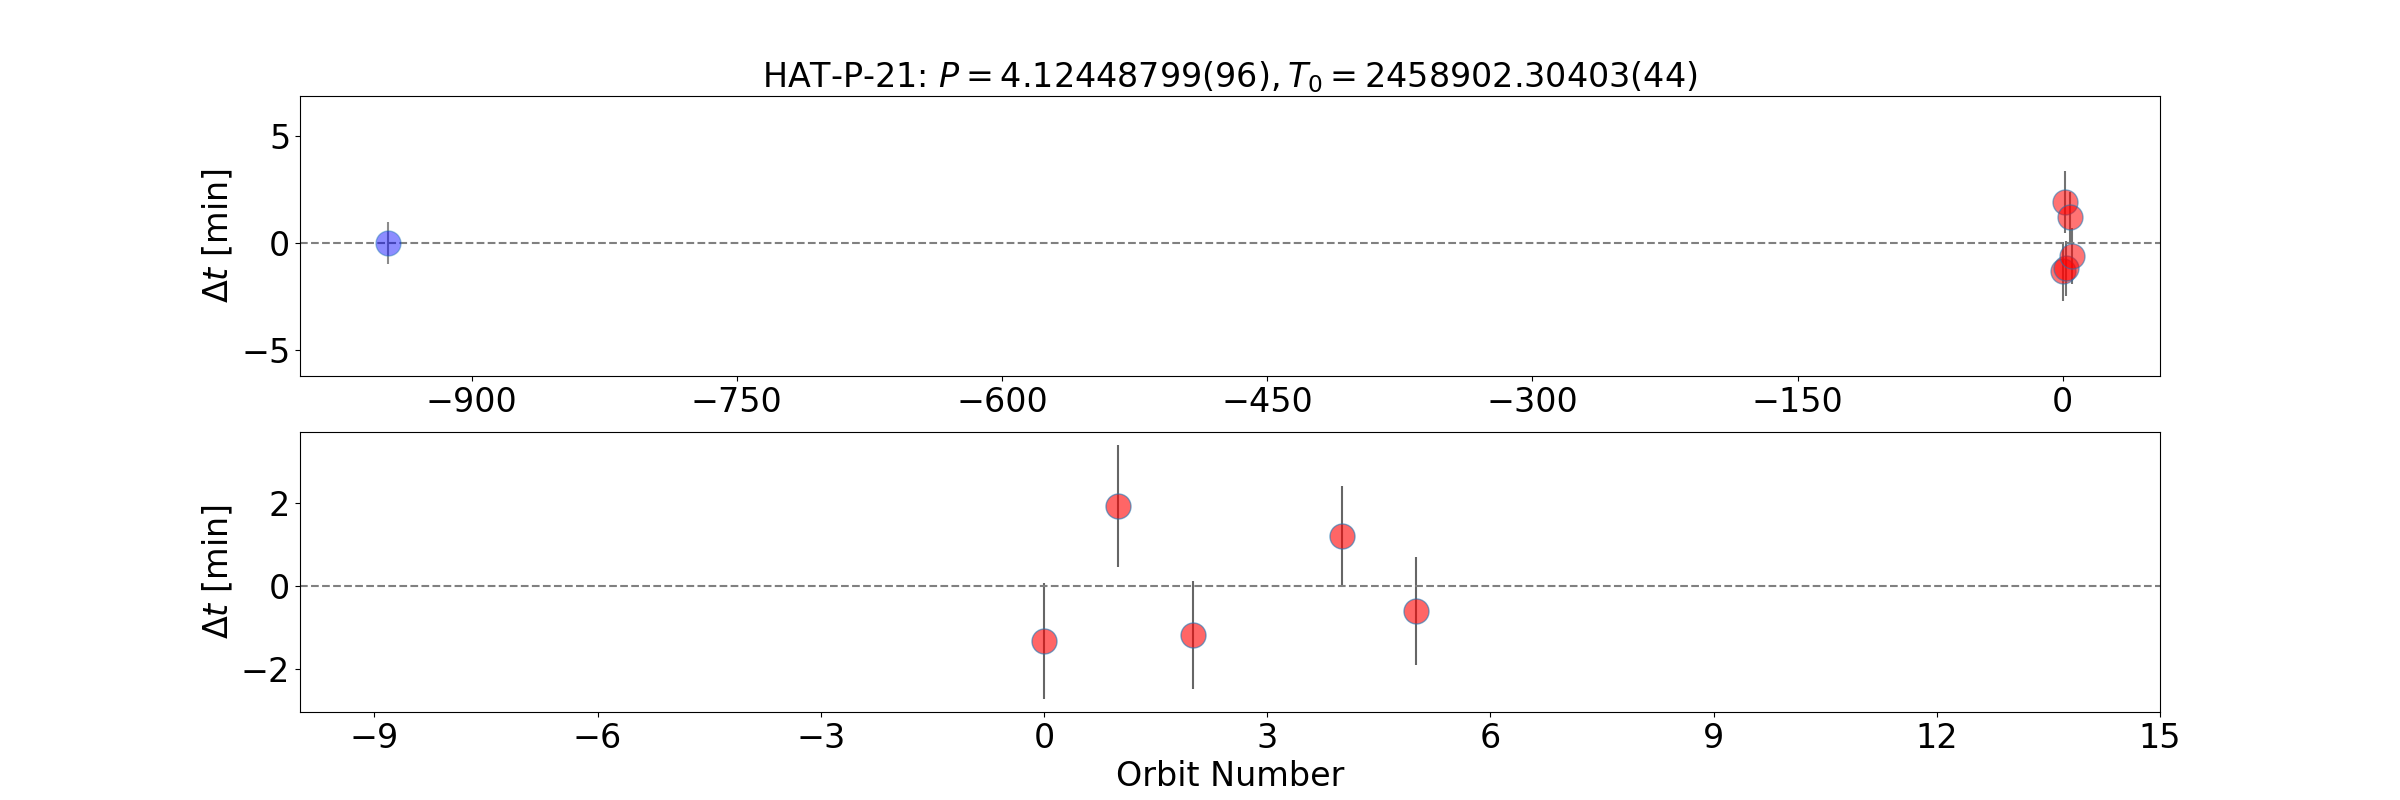 HAT-P-21: P = 4.12448799(96), T₀ = 2458902.30403(44)
Δt [min]
5
0
−5
−900 −750 −600 −450 −300 −150 0
Δt [min]
2
0
−2
−9 −6 −3 0 3 6 9 12 15
Orbit Number